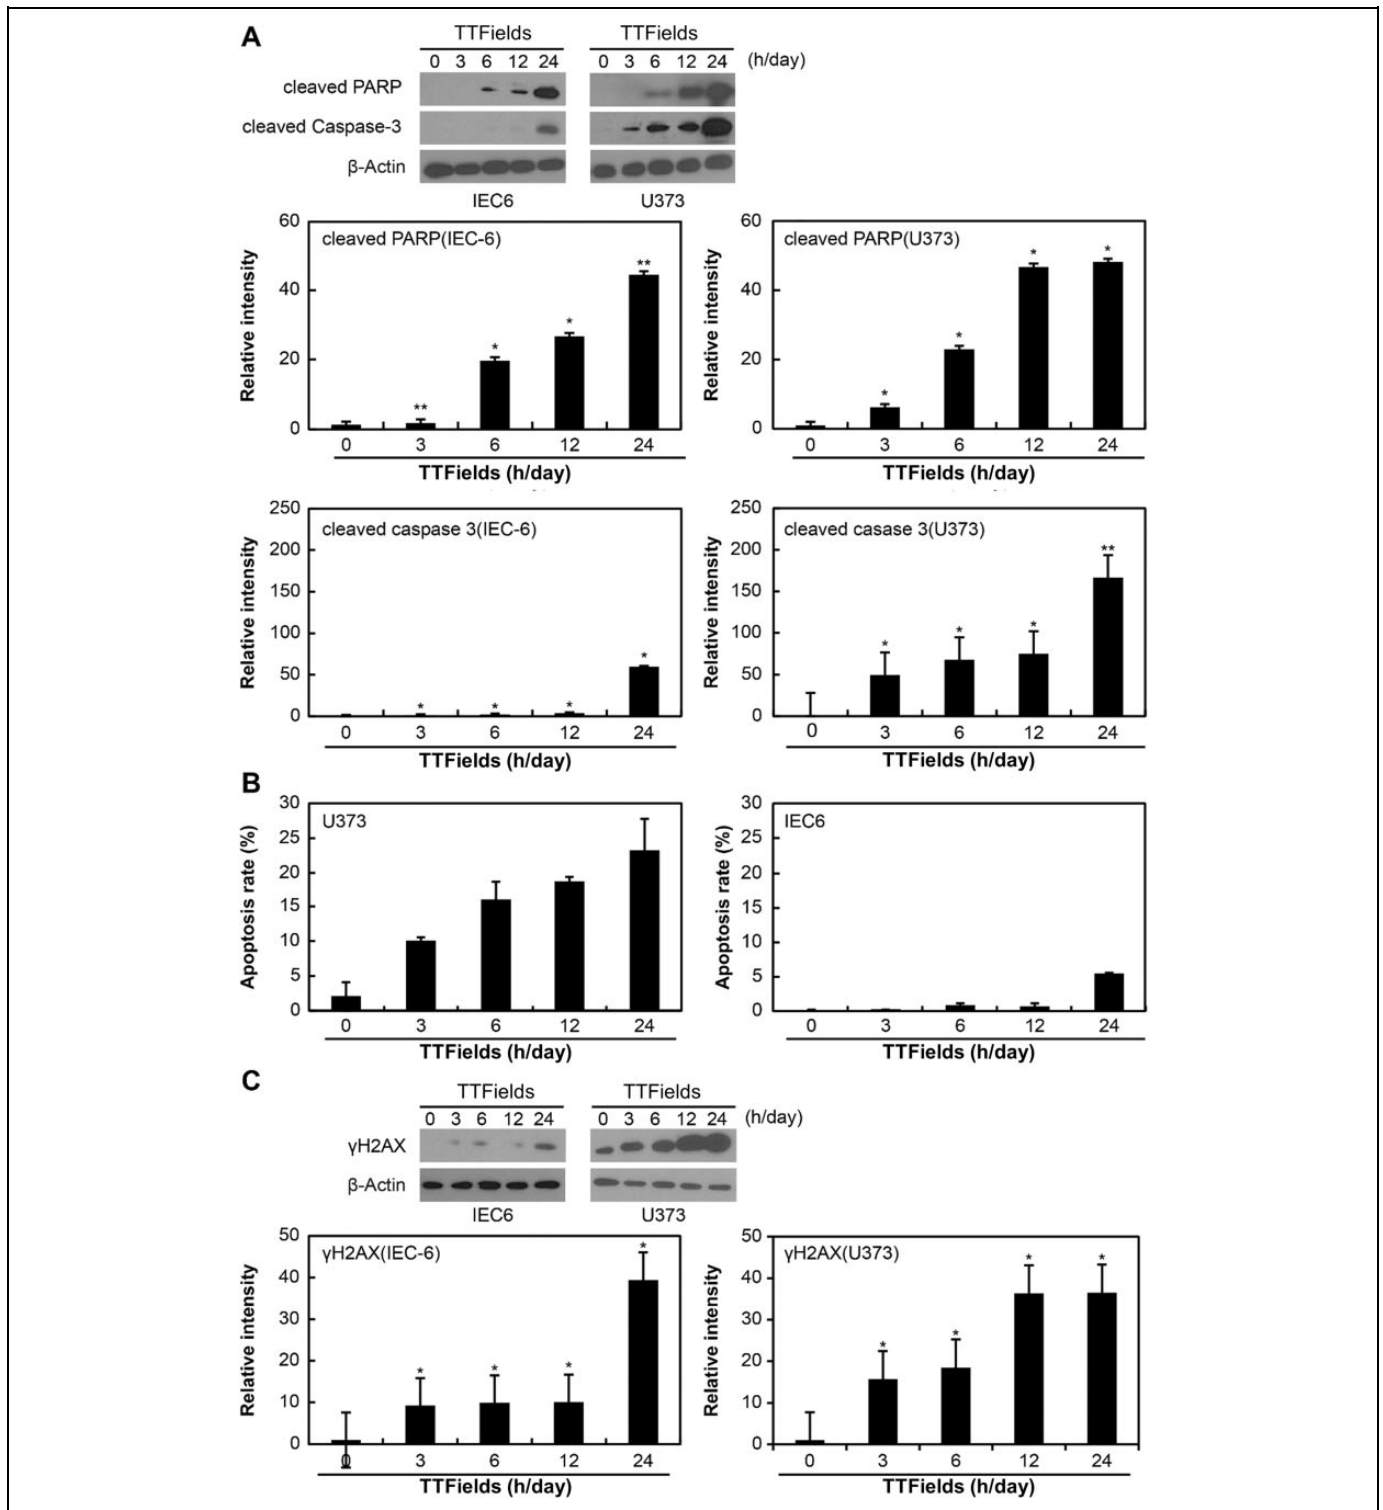 A
TTFields TTFields
0 3 6 12 24 0 3 6 12 24 (h/day)
cleaved PARP
cleaved Caspase-3
β-Actin
IEC6 U373
60
40
20
0
Relative intensity
cleaved PARP(IEC-6)
** * * **
0 3 6 12 24
TTFields (h/day)
60
40
20
0
Relative intensity
cleaved PARP(U373)
* * * *
0 3 6 12 24
TTFields (h/day)
250
200
150
100
50
0
Relative intensity
cleaved caspase 3(IEC-6)
* * * *
0 3 6 12 24
TTFields (h/day)
250
200
150
100
50
0
Relative intensity
cleaved casase 3(U373)
* * * **
0 3 6 12 24
TTFields (h/day)
B
30
25
20
15
10
5
0
Apoptosis rate (%)
U373
0 3 6 12 24
TTFields (h/day)
30
25
20
15
10
5
0
Apoptosis rate (%)
IEC6
0 3 6 12 24
TTFields (h/day)
C
TTFields TTFields
0 3 6 12 24 0 3 6 12 24 (h/day)
γH2AX
β-Actin
IEC6 U373
50
40
30
20
10
0
Relative intensity
γH2AX(IEC-6)
* * * *
0 3 6 12 24
TTFields (h/day)
50
40
30
20
10
0
Relative intensity
γH2AX(U373)
* * * *
0 3 6 12 24
TTFields (h/day)